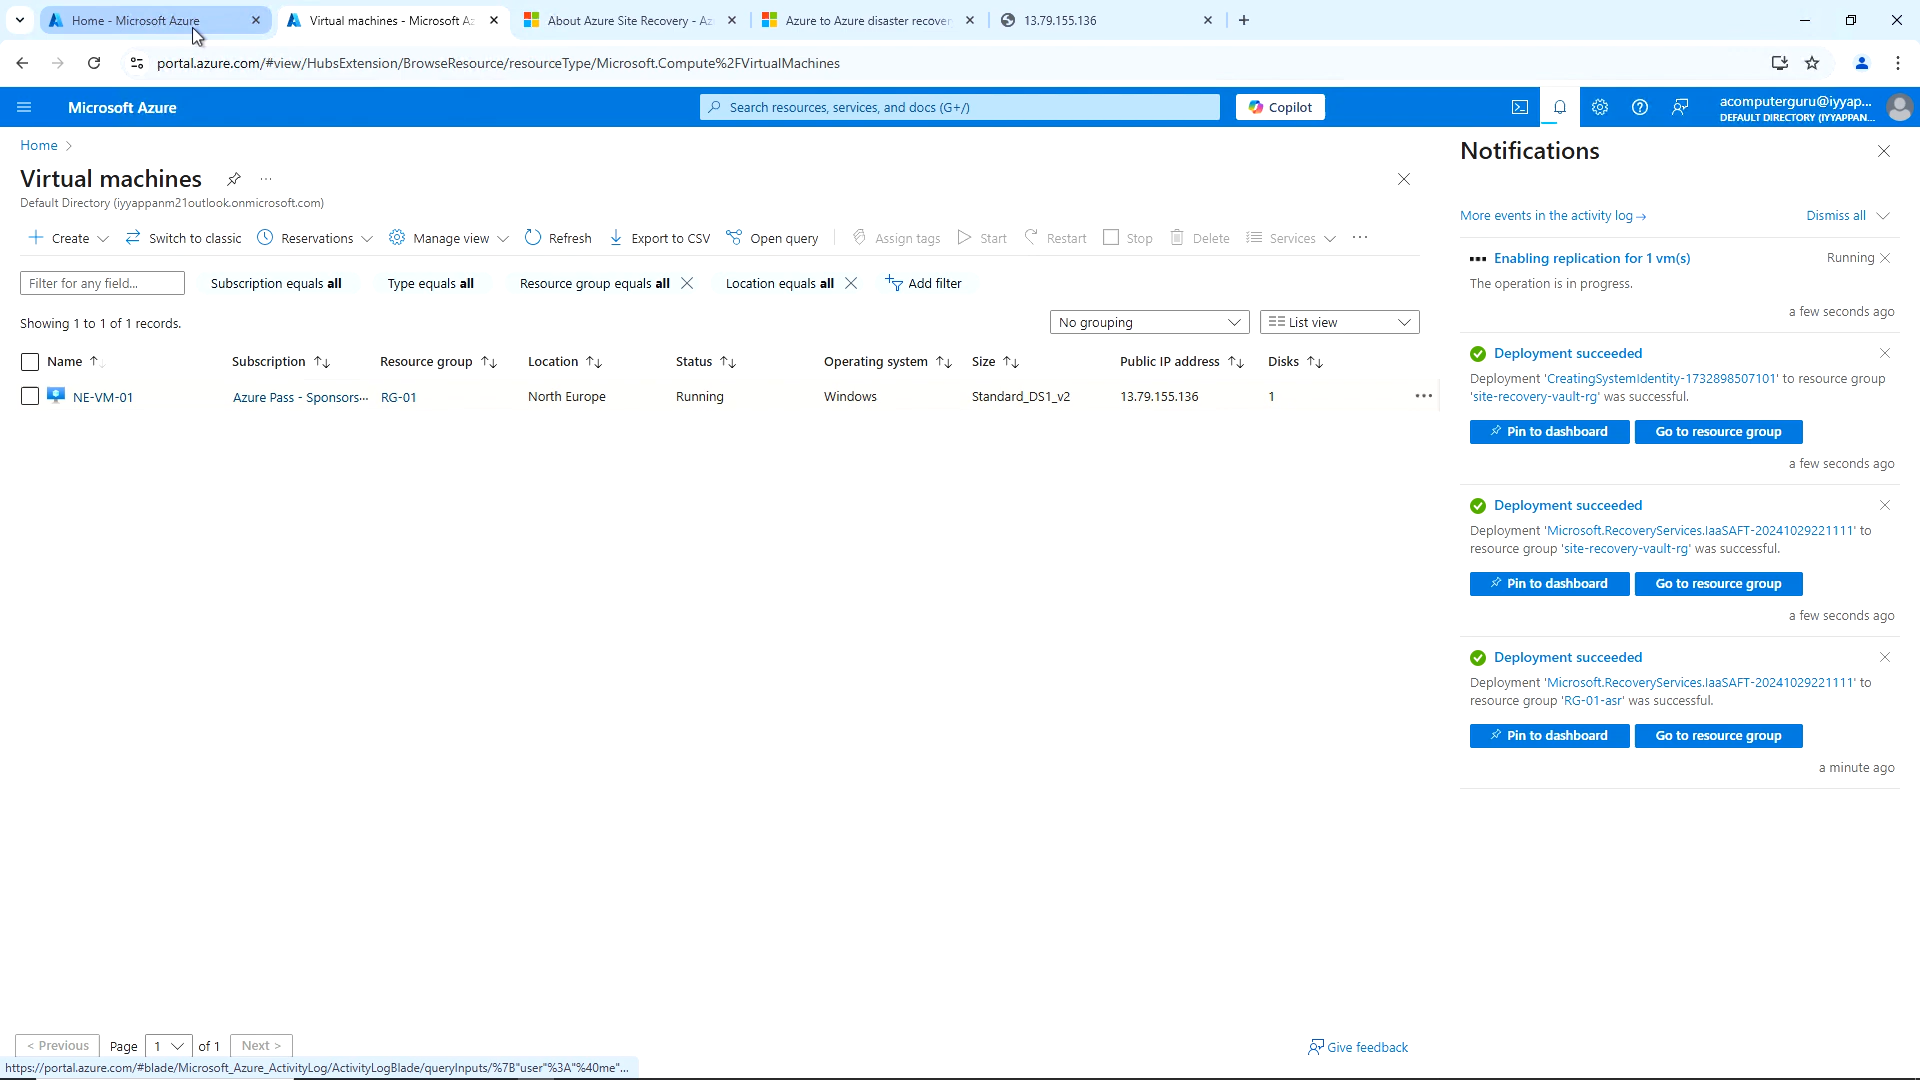 Home - Microsoft Azure
Virtual machines - Microsoft Az
About Azure Site Recovery - Az
Azure to Azure disaster recover
13.79.155.136
portal.azure.com/#view/HubsExtension/BrowseResource/resourceType/Microsoft.Compute%2FVirtualMachines
Microsoft Azure
Search resources, services, and docs (G+/)
Copilot
acomputerguru@iyyap...
DEFAULT DIRECTORY (IYYAPPAN....
Home
Virtual machines
Default Directory (iyyappanm21outlook.onmicrosoft.com)
Create
Switch to classic
Reservations
Manage view
Refresh
Export to CSV
Open query
Assign tags
Start
Restart
Stop
Delete
Services
Filter for any field...
Subscription equals all
Type equals all
Resource group equals all
Location equals all
Add filter
Showing 1 to 1 of 1 records.
No grouping
List view
Name
Subscription
Resource group
Location
Status
Operating system
Size
Public IP address
Disks
NE-VM-01
Azure Pass - Sponsors...
RG-01
North Europe
Running
Windows
Standard_DS1_v2
13.79.155.136
1
Notifications
More events in the activity log →
Dismiss all
Enabling replication for 1 vm(s)
Running
The operation is in progress.
a few seconds ago
Deployment succeeded
Deployment 'CreatingSystemIdentity-1732898507101' to resource group
'site-recovery-vault-rg' was successful.
Pin to dashboard
Go to resource group
a few seconds ago
Deployment succeeded
Deployment 'Microsoft.RecoveryServices.IaaSAFT-20241029221111' to
resource group 'site-recovery-vault-rg' was successful.
Pin to dashboard
Go to resource group
a few seconds ago
Deployment succeeded
Deployment 'Microsoft.RecoveryServices.IaaSAFT-20241029221111' to
resource group 'RG-01-asr' was successful.
Pin to dashboard
Go to resource group
a minute ago
< Previous
Page
1
of 1
Next >
Give feedback
https://portal.azure.com/#blade/Microsoft_Azure_ActivityLog/ActivityLogBlade/queryInputs/%7B"user"%3A"%40me"...